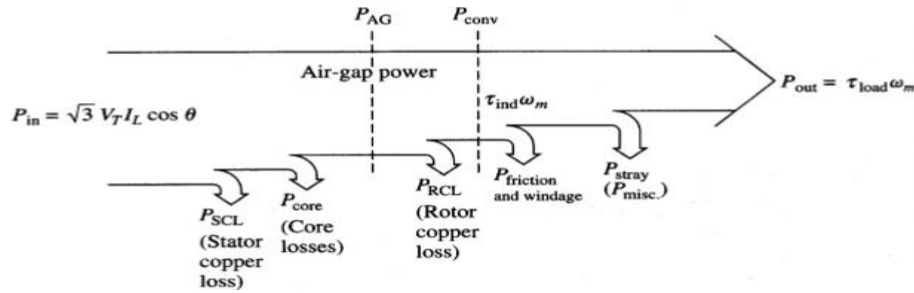 P_AG
P_conv
Air-gap power
P_in = √3 V_T I_L cos θ
τ_ind ω_m
P_out = τ_load ω_m
P_SCL
(Stator
copper
loss)
P_core
(Core
losses)
P_RCL
(Rotor
copper
loss)
P_friction
and windage
P_stray
(P_misc.)